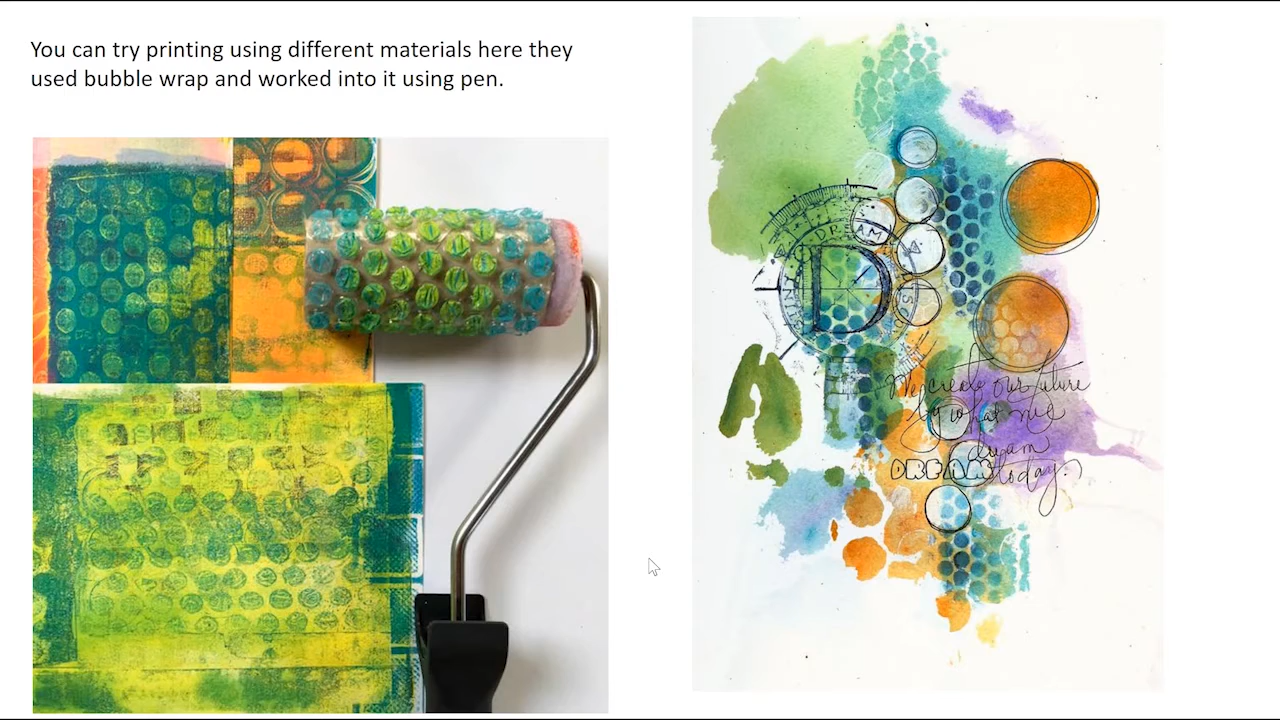 You can try printing using different materials here they
used bubble wrap and worked into it using pen.
DREAM
D
We create our future
by what we
dream
DREAM
today.